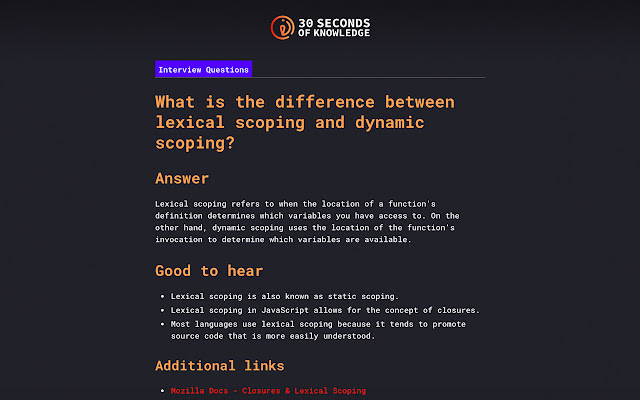 30 SECONDS
OF KNOWLEDGE
Interview Questions
What is the difference between
lexical scoping and dynamic
scoping?
Answer
Lexical scoping refers to when the location of a function's
definition determines which variables you have access to. On the
other hand, dynamic scoping uses the location of the function's
invocation to determine which variables are available.
Good to hear
• Lexical scoping is also known as static scoping.
• Lexical scoping in JavaScript allows for the concept of closures.
• Most languages use lexical scoping because it tends to promote
source code that is more easily understood.
Additional links
• Mozilla Docs - Closures & Lexical Scoping